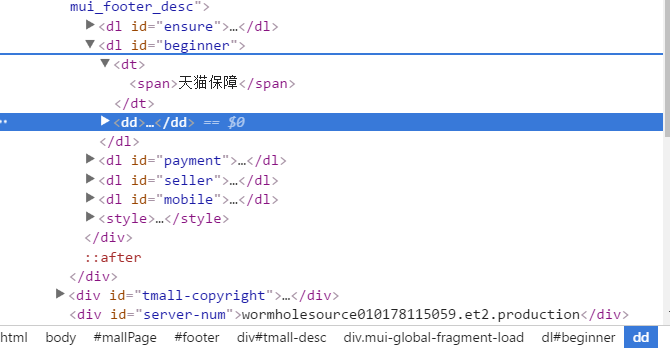 mui_footer_desc">
▶<dl id="ensure">…</dl>
▼<dl id="beginner">
▼<dt>
<span>天猫保障</span>
</dt>
▶<dd>…</dd> == $0
</dl>
▶<dl id="payment">…</dl>
▶<dl id="seller">…</dl>
▶<dl id="mobile">…</dl>
▶<style>…</style>
</div>
::after
</div>
▶<div id="tmall-copyright">…</div>
<div id="server-num">wormholesource010178115059.et2.production</div>
html body #mallPage #footer div#tmall-desc div.mui-global-fragment-load dl#beginner dd